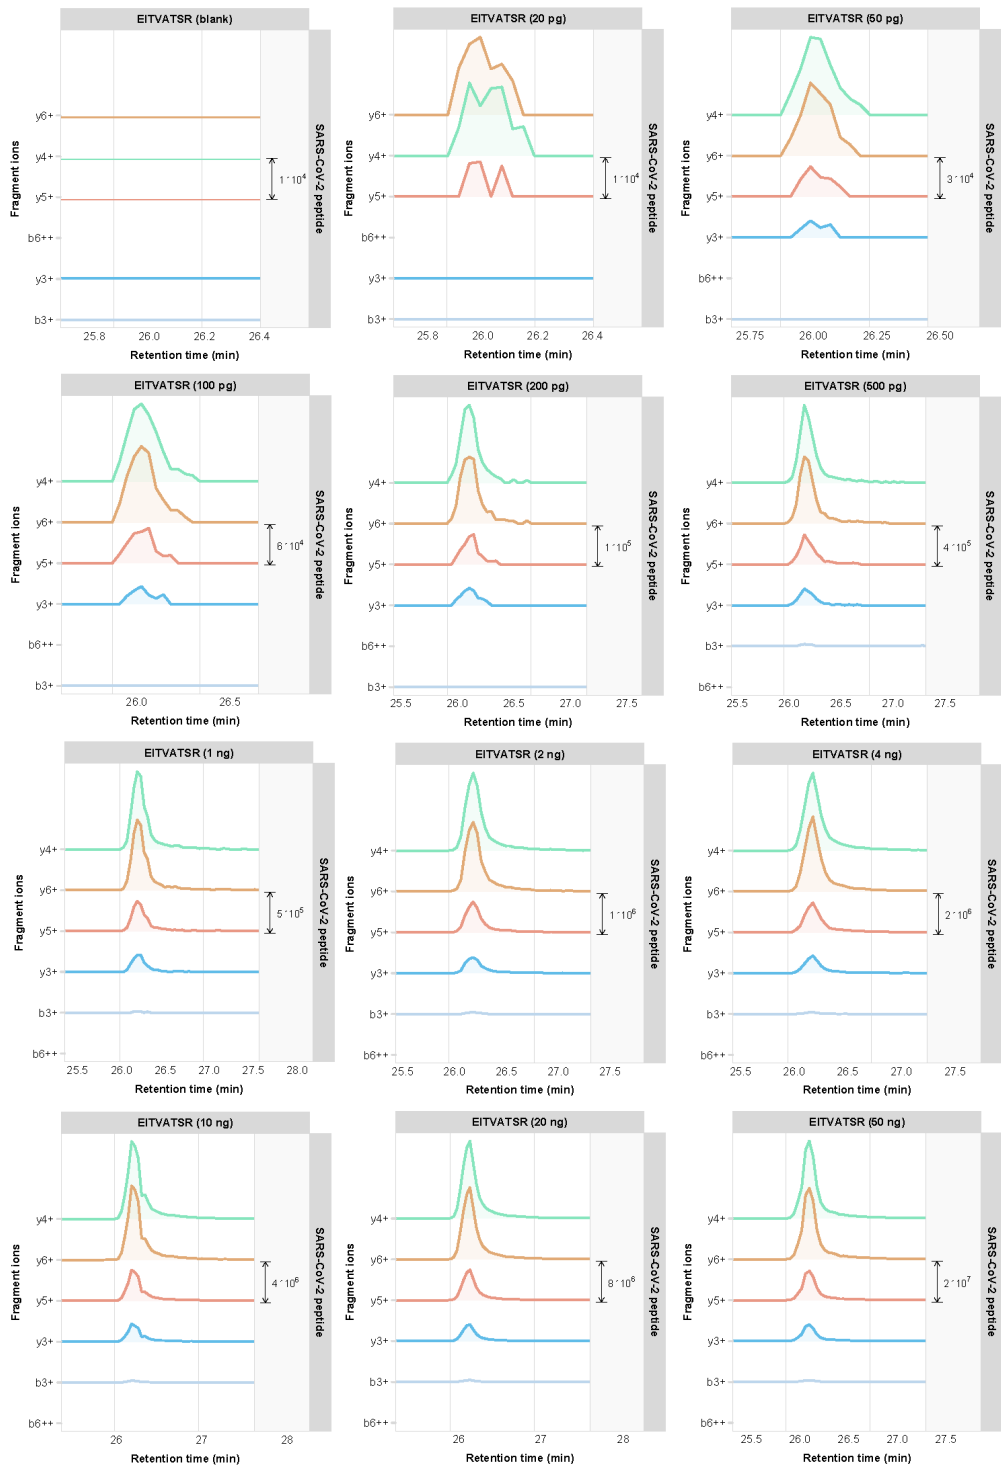 EITVATSR (blank)
Fragment ions
y6+
y4+
y5+
b6++
y3+
b3+
1´10⁴
SARS-CoV-2 peptide
25.8 26.0 26.2 26.4
Retention time (min)
EITVATSR (20 pg)
Fragment ions
y6+
y4+
y5+
b6++
y3+
b3+
1´10⁴
SARS-CoV-2 peptide
25.8 26.0 26.2 26.4
Retention time (min)
EITVATSR (50 pg)
Fragment ions
y4+
y6+
y5+
y3+
b6++
b3+
3´10⁴
SARS-CoV-2 peptide
25.75 26.00 26.25 26.50
Retention time (min)
EITVATSR (100 pg)
Fragment ions
y4+
y6+
y5+
y3+
b6++
b3+
6´10⁴
SARS-CoV-2 peptide
26.0 26.5
Retention time (min)
EITVATSR (200 pg)
Fragment ions
y4+
y6+
y5+
y3+
b6++
b3+
1´10⁵
SARS-CoV-2 peptide
25.5 26.0 26.5 27.0 27.5
Retention time (min)
EITVATSR (500 pg)
Fragment ions
y4+
y6+
y5+
y3+
b3+
b6++
4´10⁵
SARS-CoV-2 peptide
25.5 26.0 26.5 27.0 27.5
Retention time (min)
EITVATSR (1 ng)
Fragment ions
y4+
y6+
y5+
y3+
b3+
b6++
5´10⁵
SARS-CoV-2 peptide
25.5 26.0 26.5 27.0 27.5 28.0
Retention time (min)
EITVATSR (2 ng)
Fragment ions
y4+
y6+
y5+
y3+
b3+
b6++
1´10⁶
SARS-CoV-2 peptide
25.5 26.0 26.5 27.0 27.5
Retention time (min)
EITVATSR (4 ng)
Fragment ions
y4+
y6+
y5+
y3+
b3+
b6++
2´10⁶
SARS-CoV-2 peptide
25.5 26.0 26.5 27.0 27.5
Retention time (min)
EITVATSR (10 ng)
Fragment ions
y4+
y6+
y5+
y3+
b3+
b6++
4´10⁶
SARS-CoV-2 peptide
26 27 28
Retention time (min)
EITVATSR (20 ng)
Fragment ions
y4+
y6+
y5+
y3+
b3+
b6++
8´10⁶
SARS-CoV-2 peptide
26 27 28
Retention time (min)
EITVATSR (50 ng)
Fragment ions
y4+
y6+
y5+
y3+
b3+
b6++
2´10⁷
SARS-CoV-2 peptide
25.5 26.0 26.5 27.0 27.5
Retention time (min)